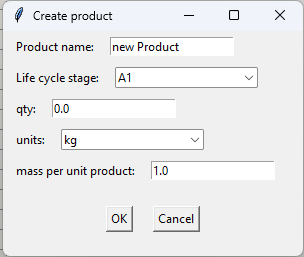 Create product
Product name: new Product
Life cycle stage: A1
qty: 0.0
units: kg
mass per unit product: 1.0
OK Cancel